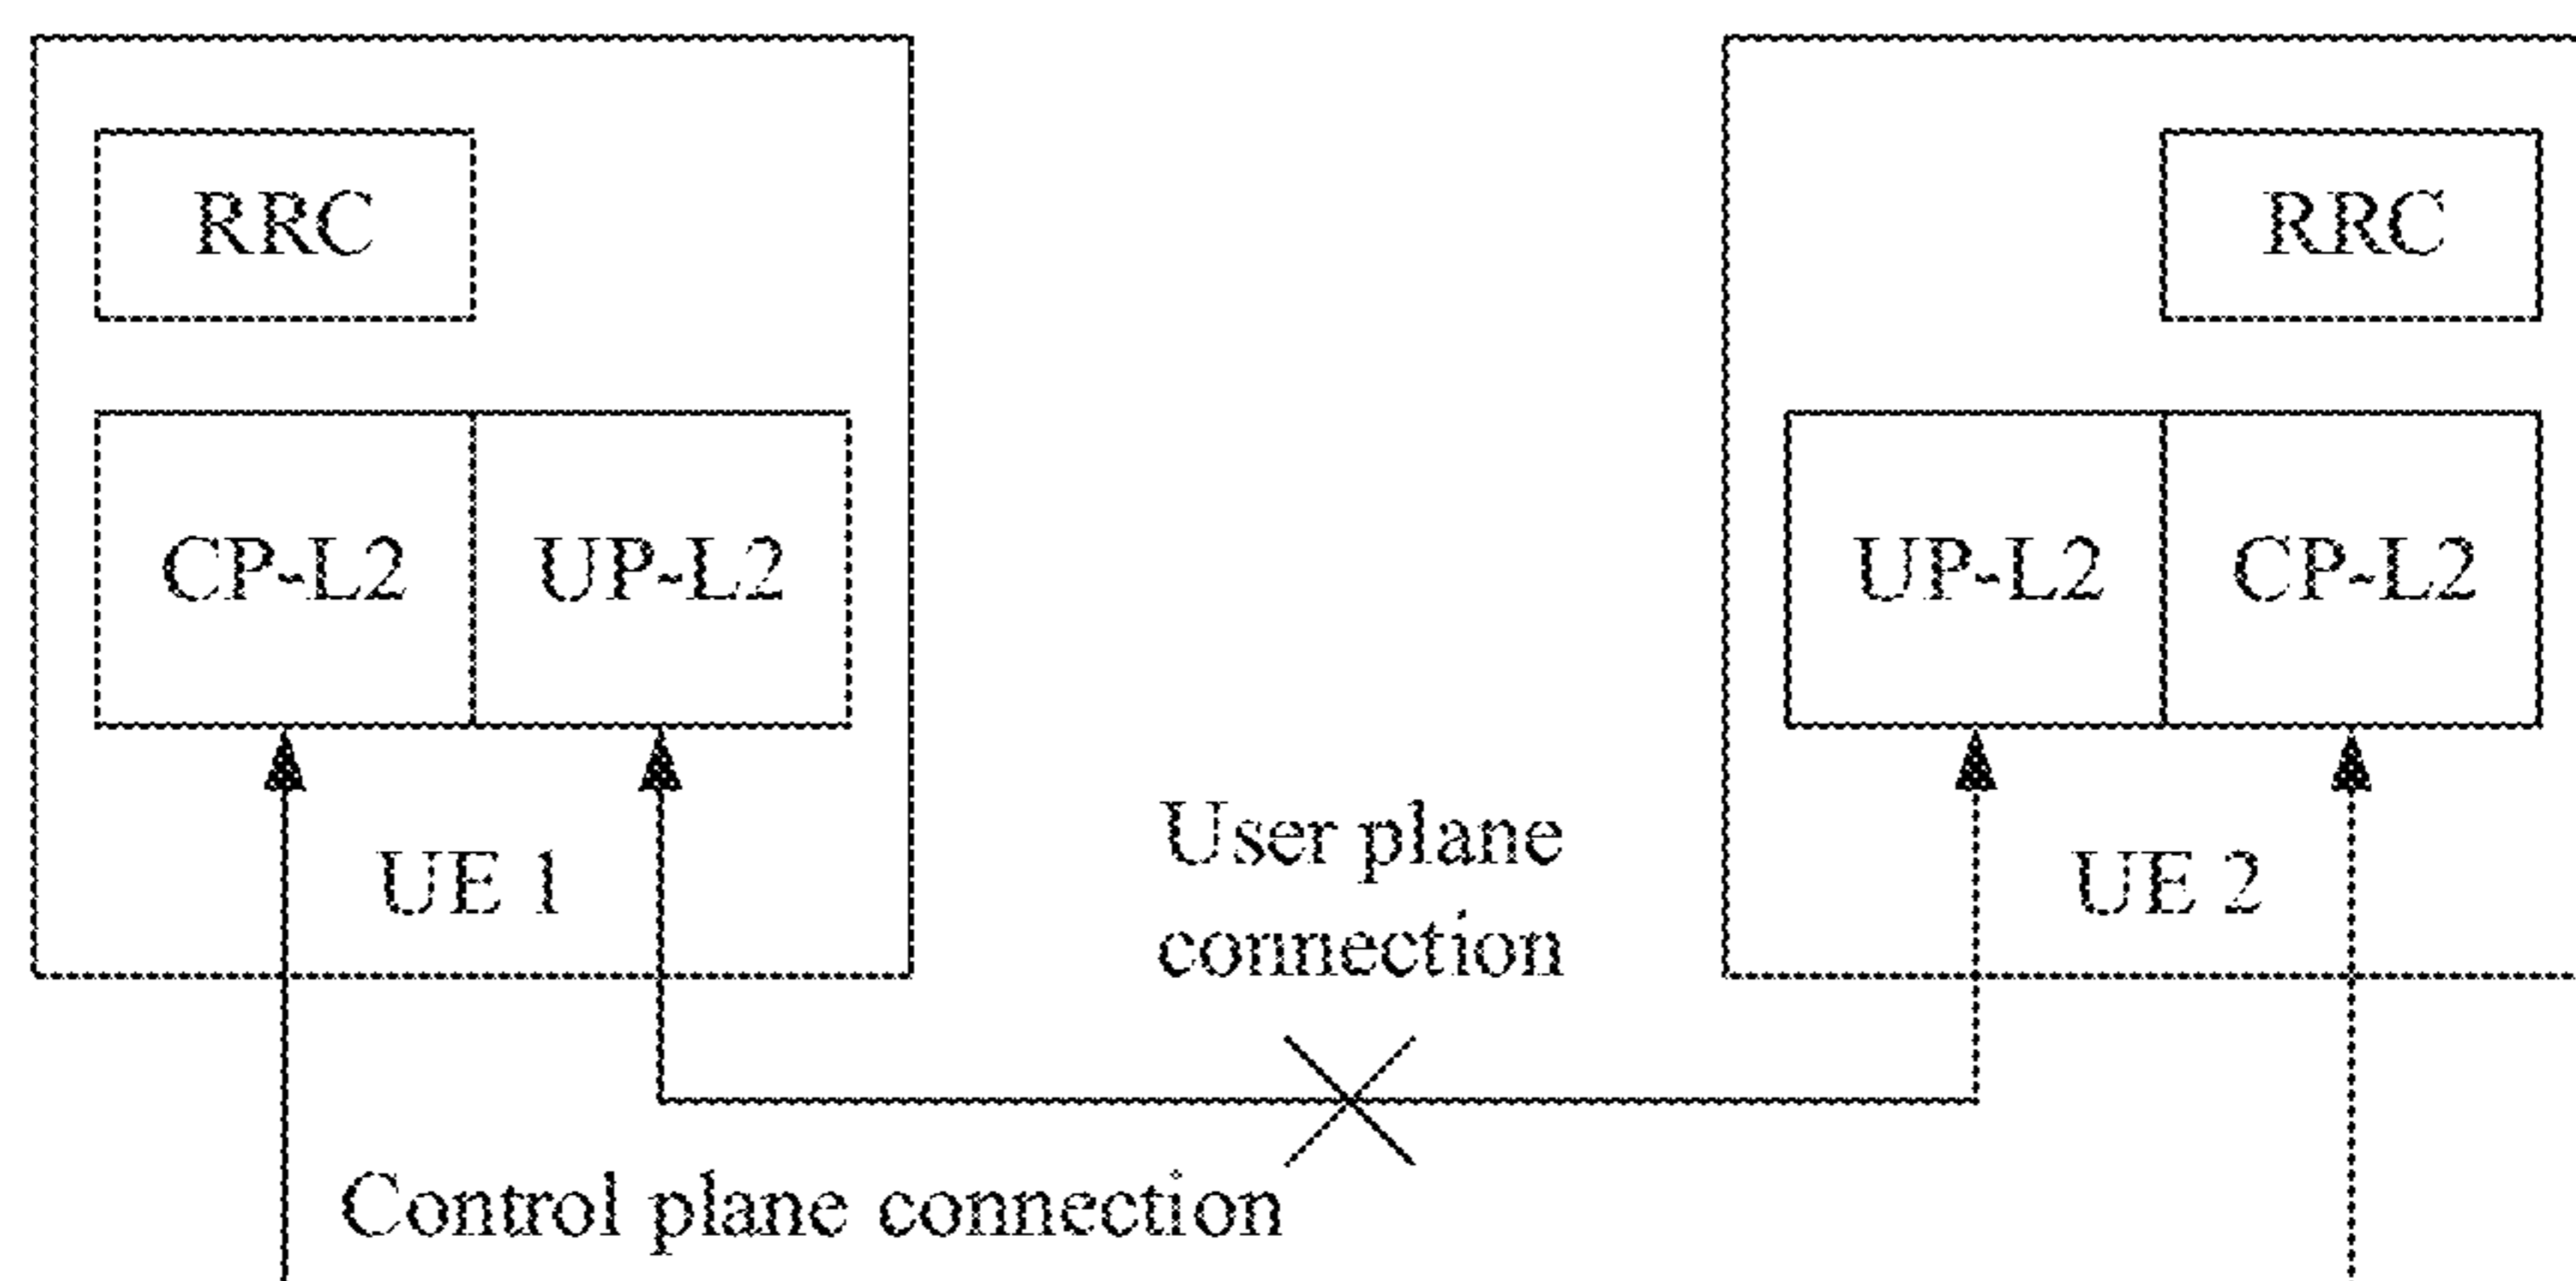 RRC
RRC
CP-L2
UP-L2
UP-L2
CP-L2
User plane
connection
UE 1
UE 2
Control plane connection